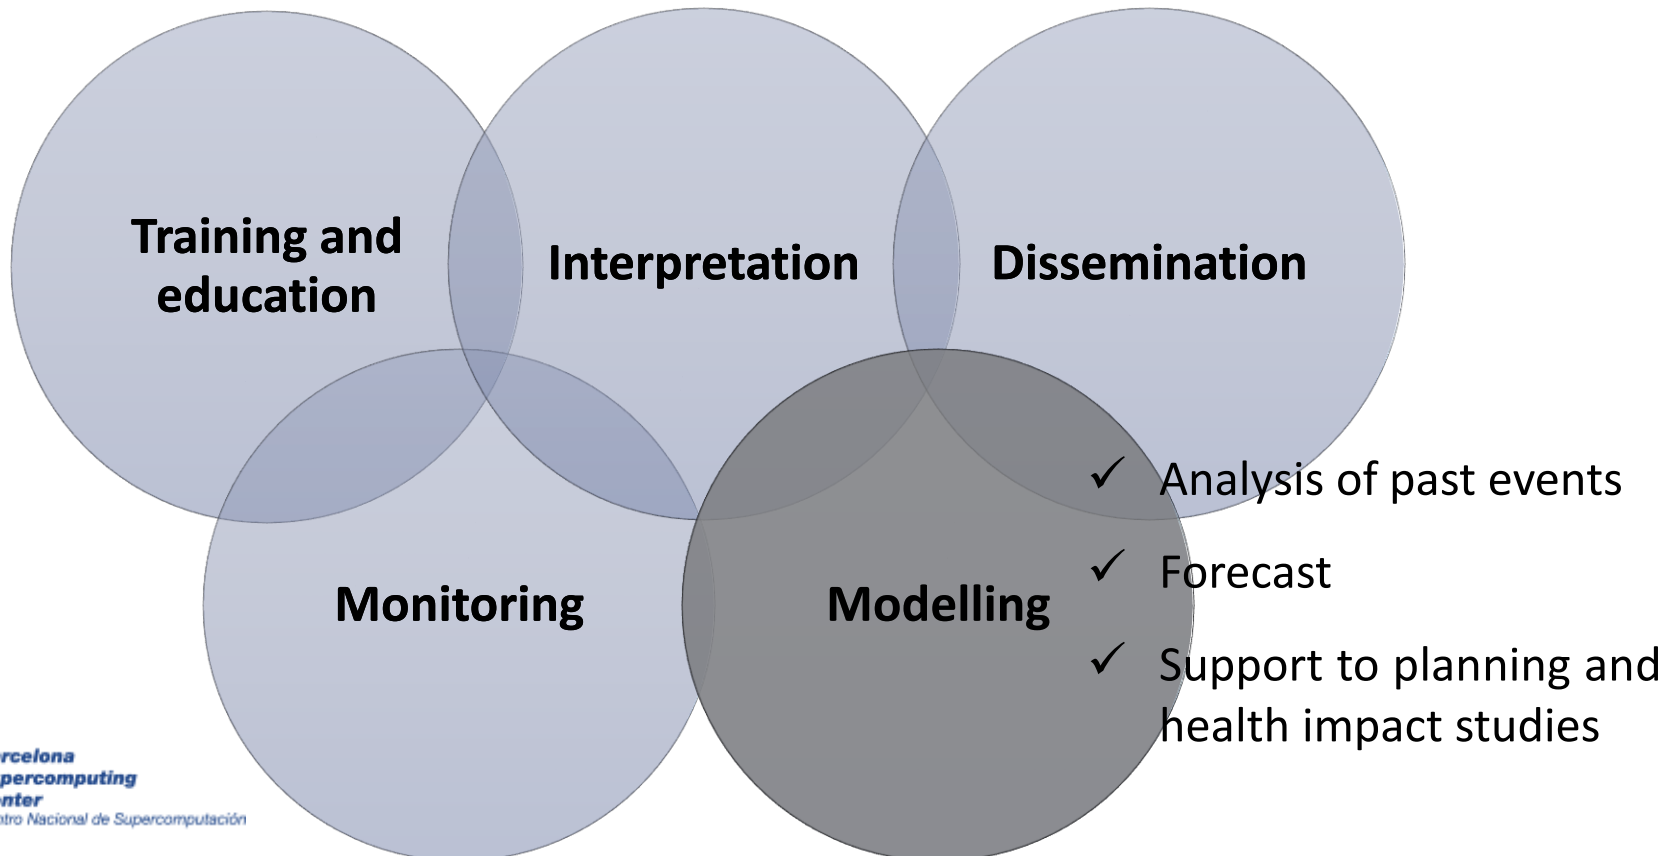 Training and
education
Interpretation
Dissemination
Monitoring
Modelling
✓ Analysis of past events
✓ Forecast
✓ Support to planning and
health impact studies
rcelona
percomputing
nter
tro Nacional de Supercomputación